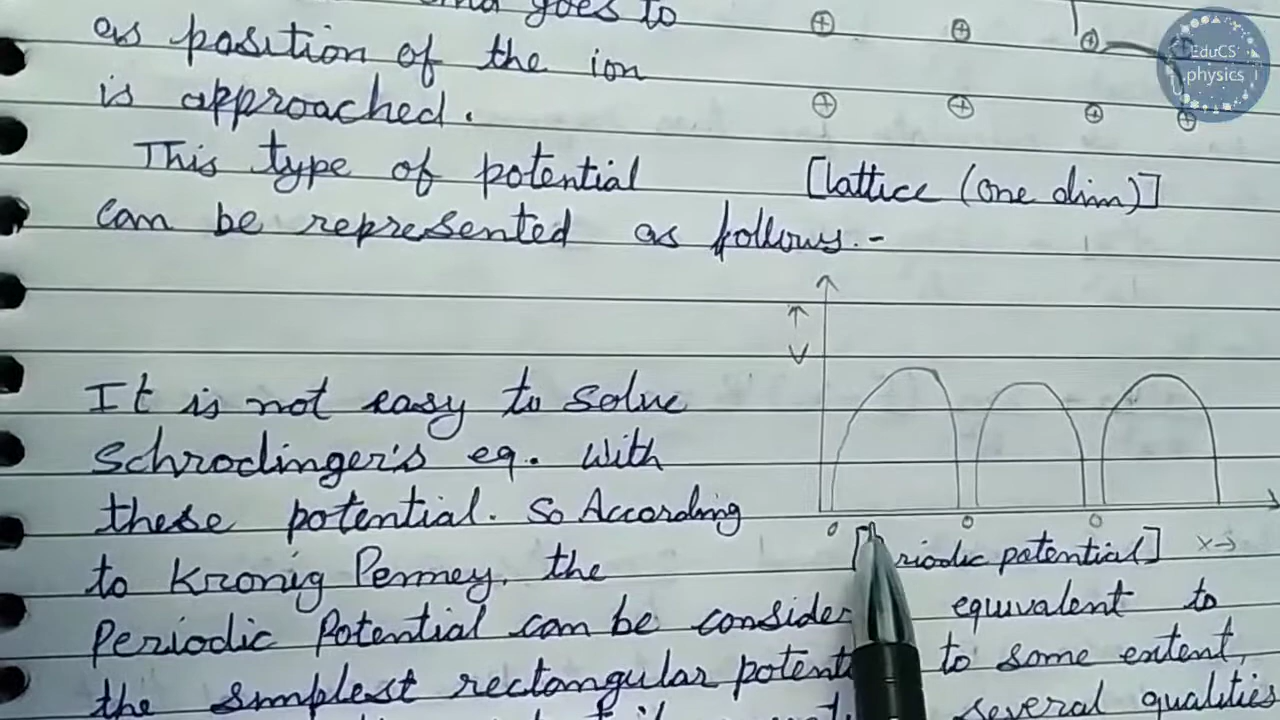 goes to
as position of the ion
is approached.
This type of potential
can be represented as follows.-
[lattice (one dim)]
It is not easy to solve
Schrodinger's eq. With
these potential. So According
to Kronig Penney, the
Periodic Potential can be consider equivalent to
the simplest rectangular to some extent,
several qualities
[ riodic potential] x→
EduCS
physics